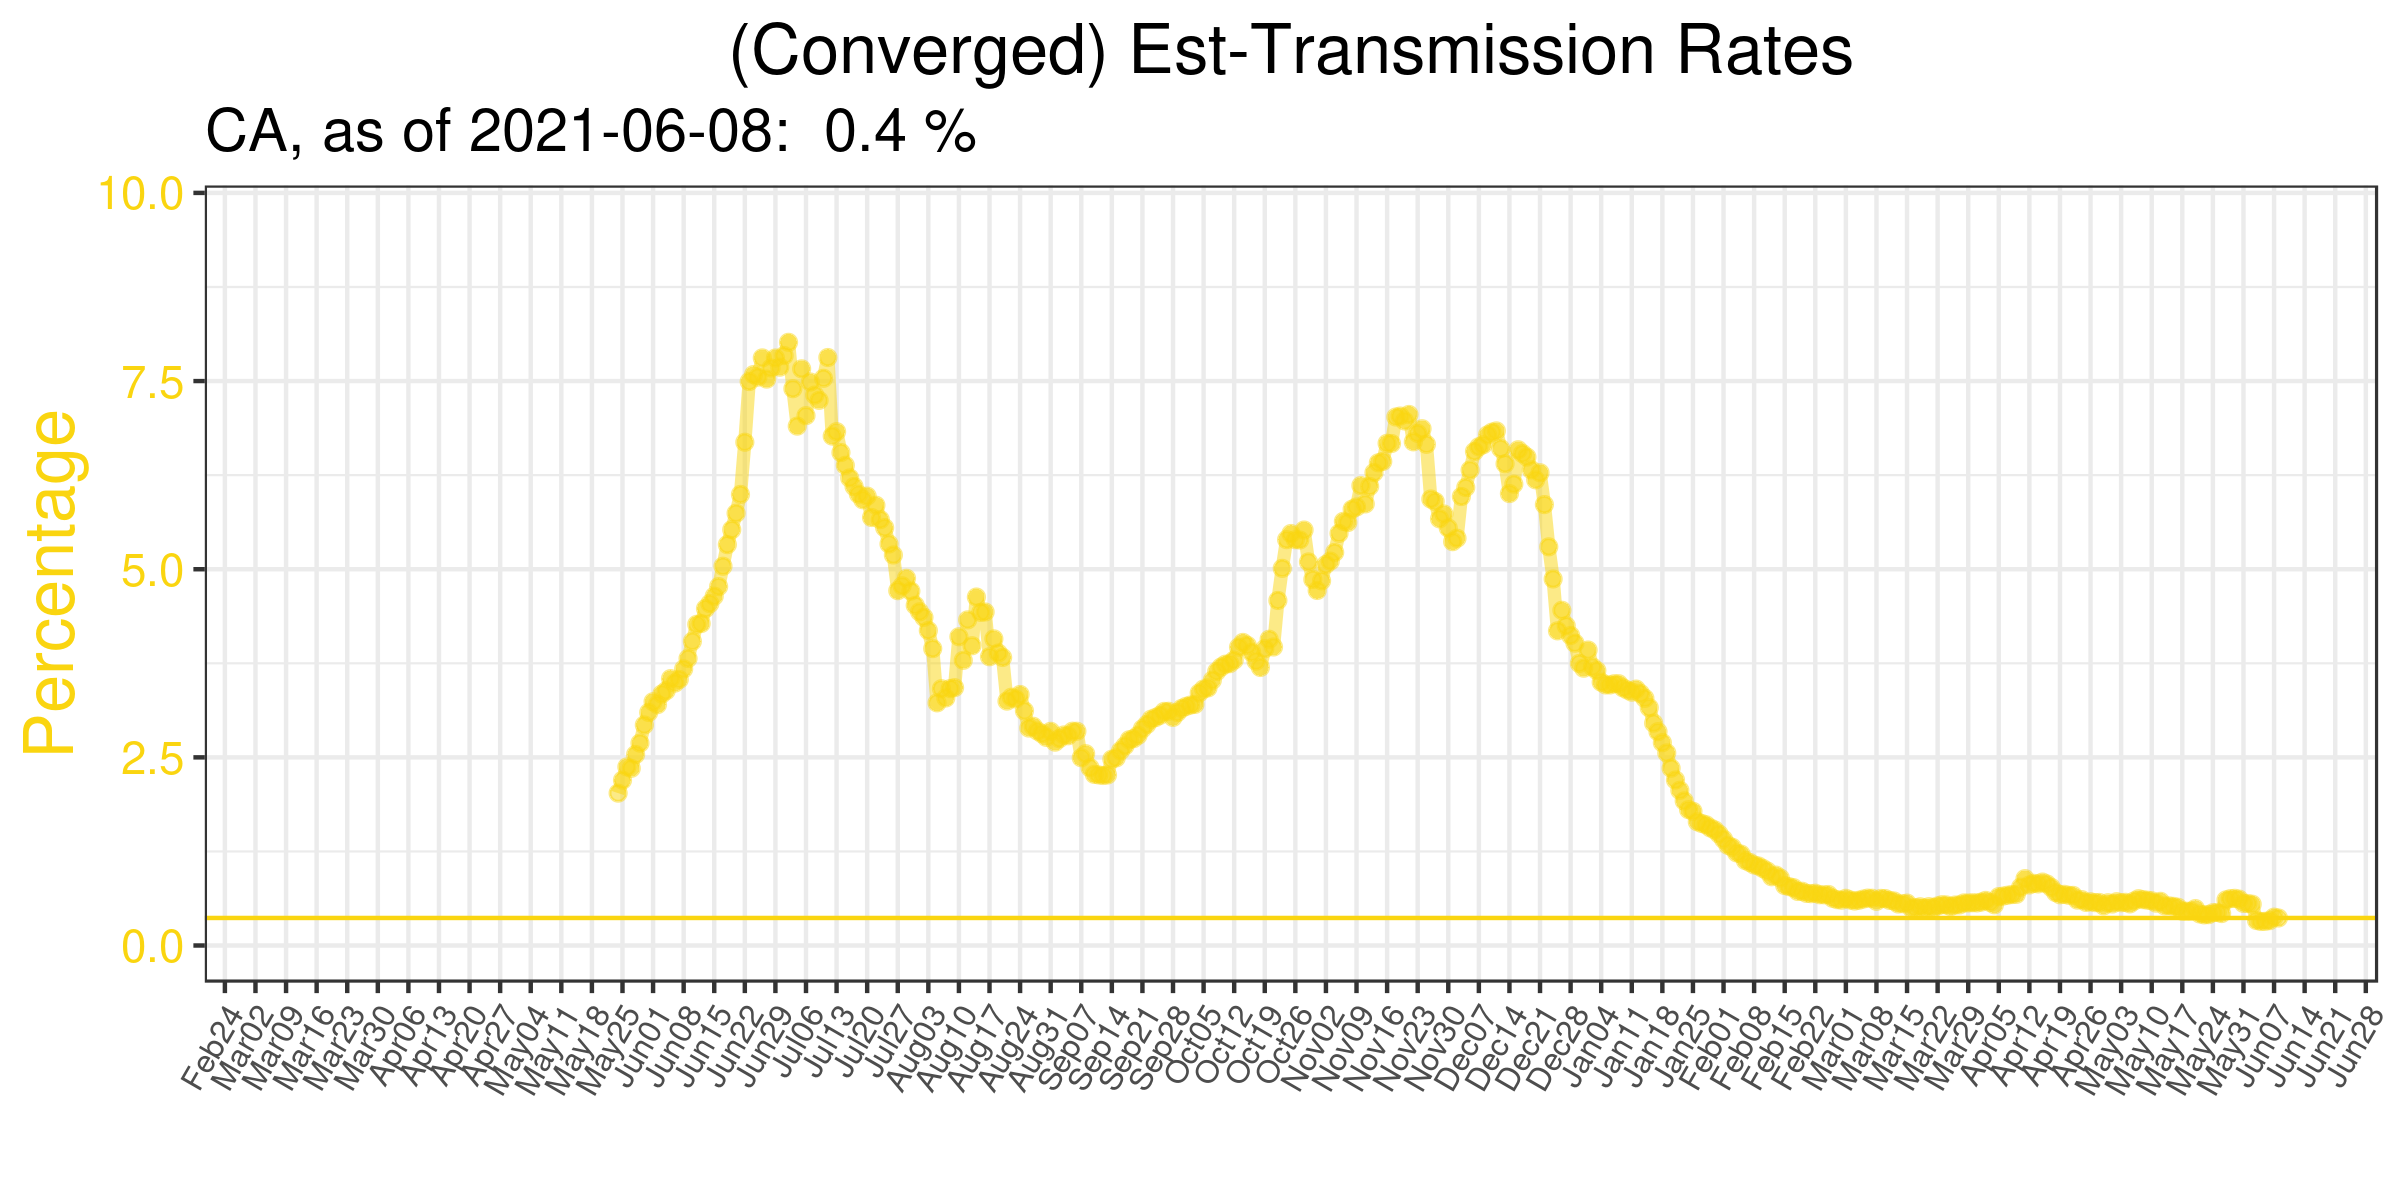 (Converged) Est-Transmission Rates
CA, as of 2021-06-08:  0.4 %
Percentage
10.0
7.5
5.0
2.5
0.0
Feb24
Mar02
Mar09
Mar16
Mar23
Mar30
Apr06
Apr13
Apr20
Apr27
May04
May11
May18
May25
Jun01
Jun08
Jun15
Jun22
Jun29
Jul06
Jul13
Jul20
Jul27
Aug03
Aug10
Aug17
Aug24
Aug31
Sep07
Sep14
Sep21
Sep28
Oct05
Oct12
Oct19
Oct26
Nov02
Nov09
Nov16
Nov23
Nov30
Dec07
Dec14
Dec21
Dec28
Jan04
Jan11
Jan18
Jan25
Feb01
Feb08
Feb15
Feb22
Mar01
Mar08
Mar15
Mar22
Mar29
Apr05
Apr12
Apr19
Apr26
May03
May10
May17
May24
May31
Jun07
Jun14
Jun21
Jun28